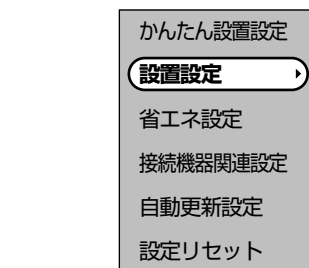 かんたん設置設定
設置設定
省エネ設定
接続機器関連設定
自動更新設定
設定リセット